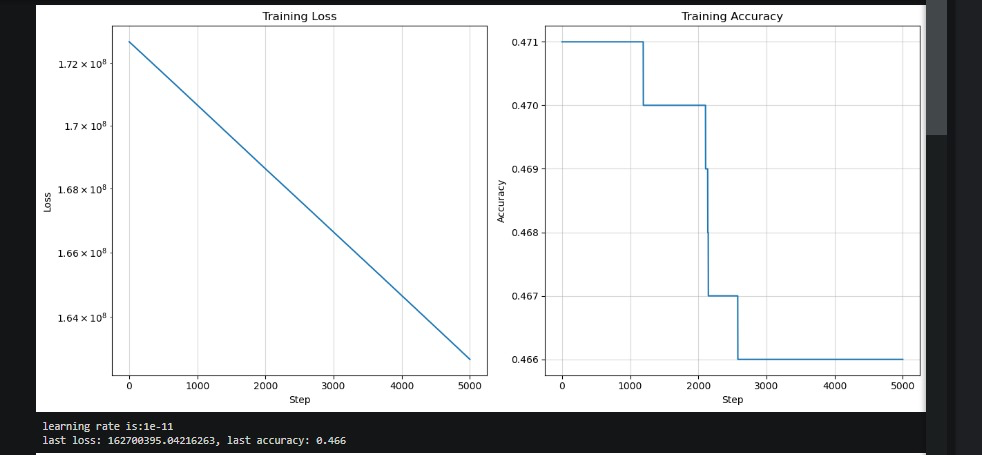 Training Loss
Training Accuracy
1.72 × 10⁸
1.7 × 10⁸
1.68 × 10⁸
1.66 × 10⁸
1.64 × 10⁸
Loss
0 1000 2000 3000 4000 5000
Step
0.471
0.470
0.469
0.468
0.467
0.466
Accuracy
0 1000 2000 3000 4000 5000
Step
learning rate is:1e-11
last loss: 162700395.04216263, last accuracy: 0.466